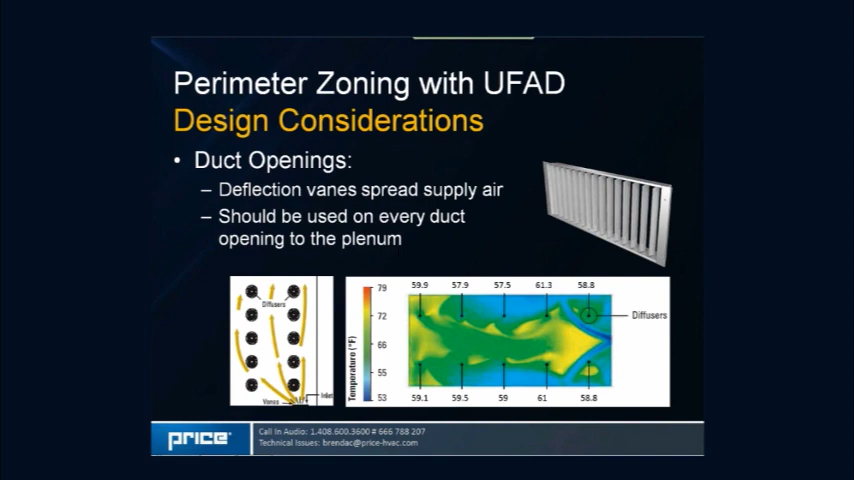 Perimeter Zoning with UFAD
Design Considerations
• Duct Openings:
– Deflection vanes spread supply air
– Should be used on every duct
opening to the plenum
Diffusers
Vanes
Inlet
Temperature (°F)
79
72
66
55
53
59.9 57.9 57.5 61.3 58.8
Diffusers
59.1 59.5 59 61 58.8
price
Call In Audio: 1.408.600.3600 # 666 788 207
Technical Issues: brendac@price-hvac.com